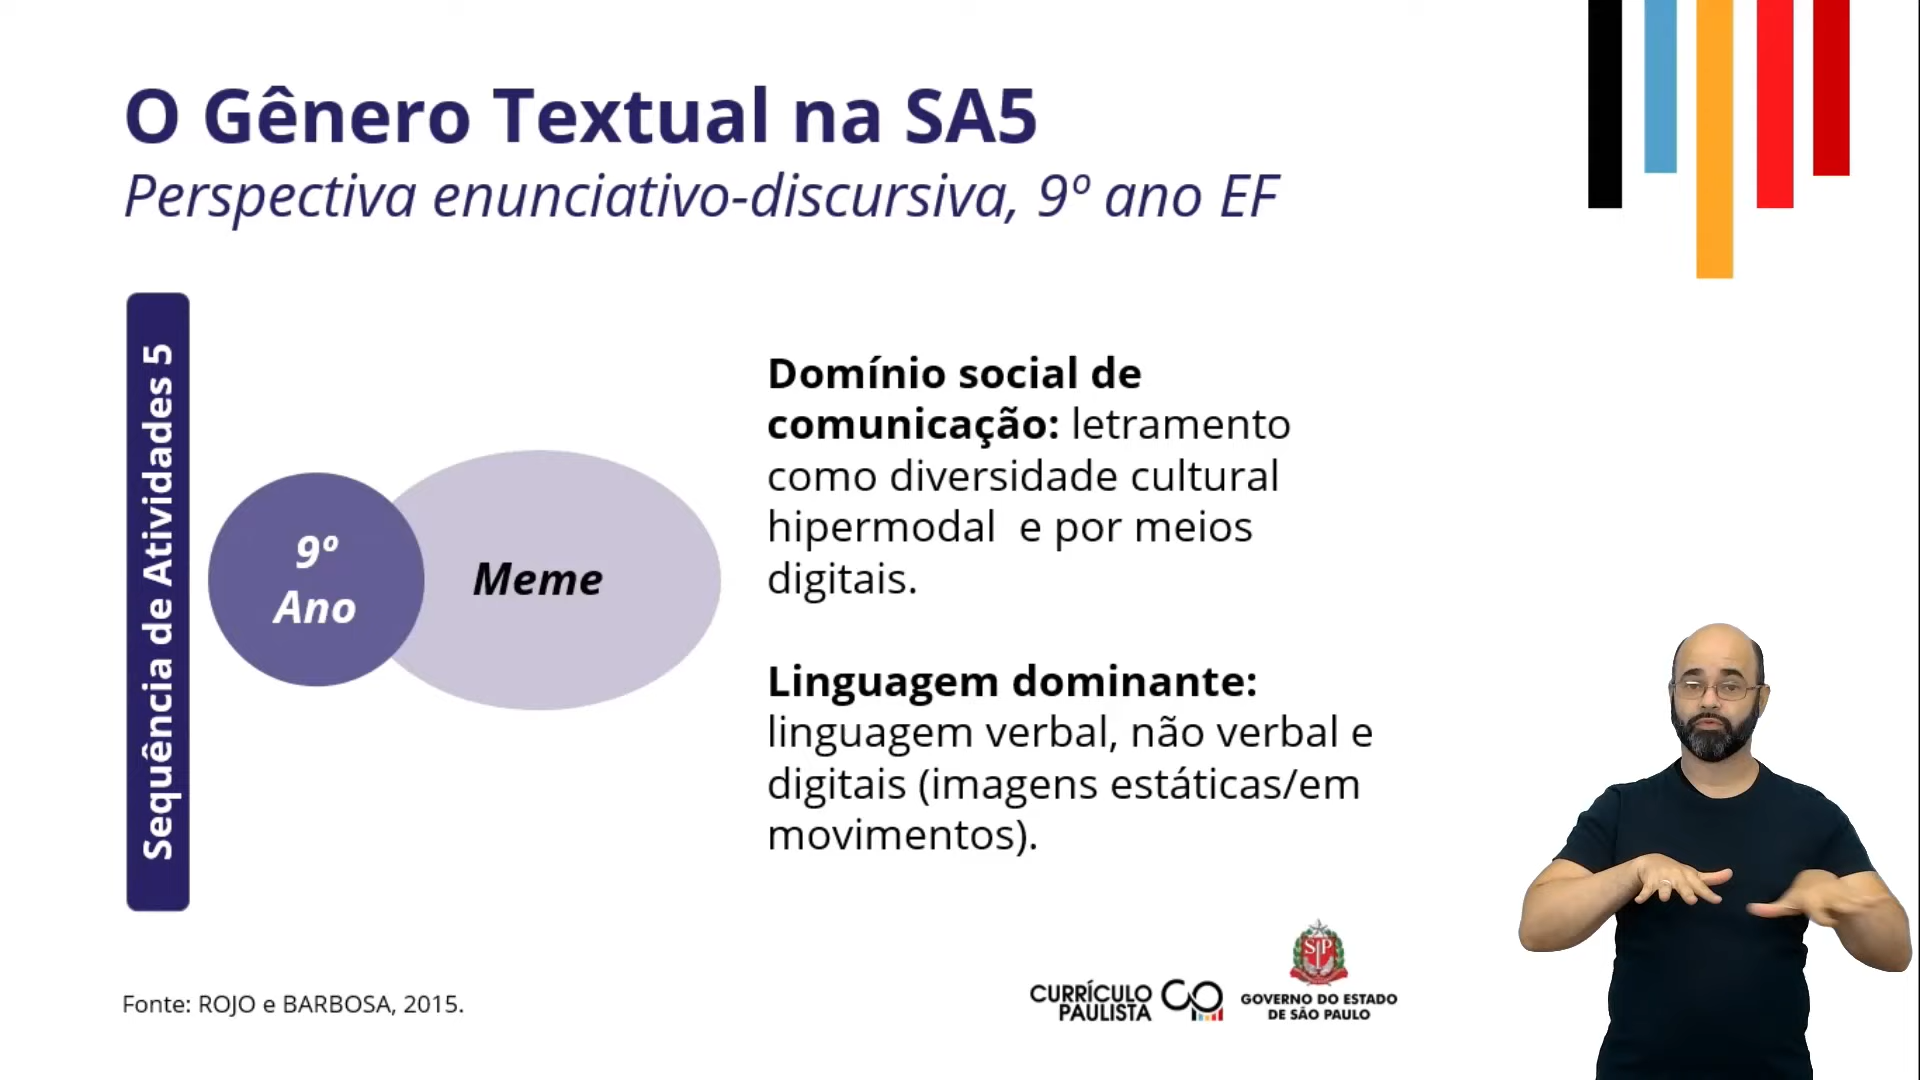 O Gênero Textual na SA5
Perspectiva enunciativo-discursiva, 9º ano EF
Sequência de Atividades 5
9º
Ano
Meme
Domínio social de
comunicação: letramento
como diversidade cultural
hipermodal e por meios
digitais.
Linguagem dominante:
linguagem verbal, não verbal e
digitais (imagens estáticas/em
movimentos).
Fonte: ROJO e BARBOSA, 2015.
CURRÍCULO
PAULISTA
SP
GOVERNO DO ESTADO
DE SÃO PAULO